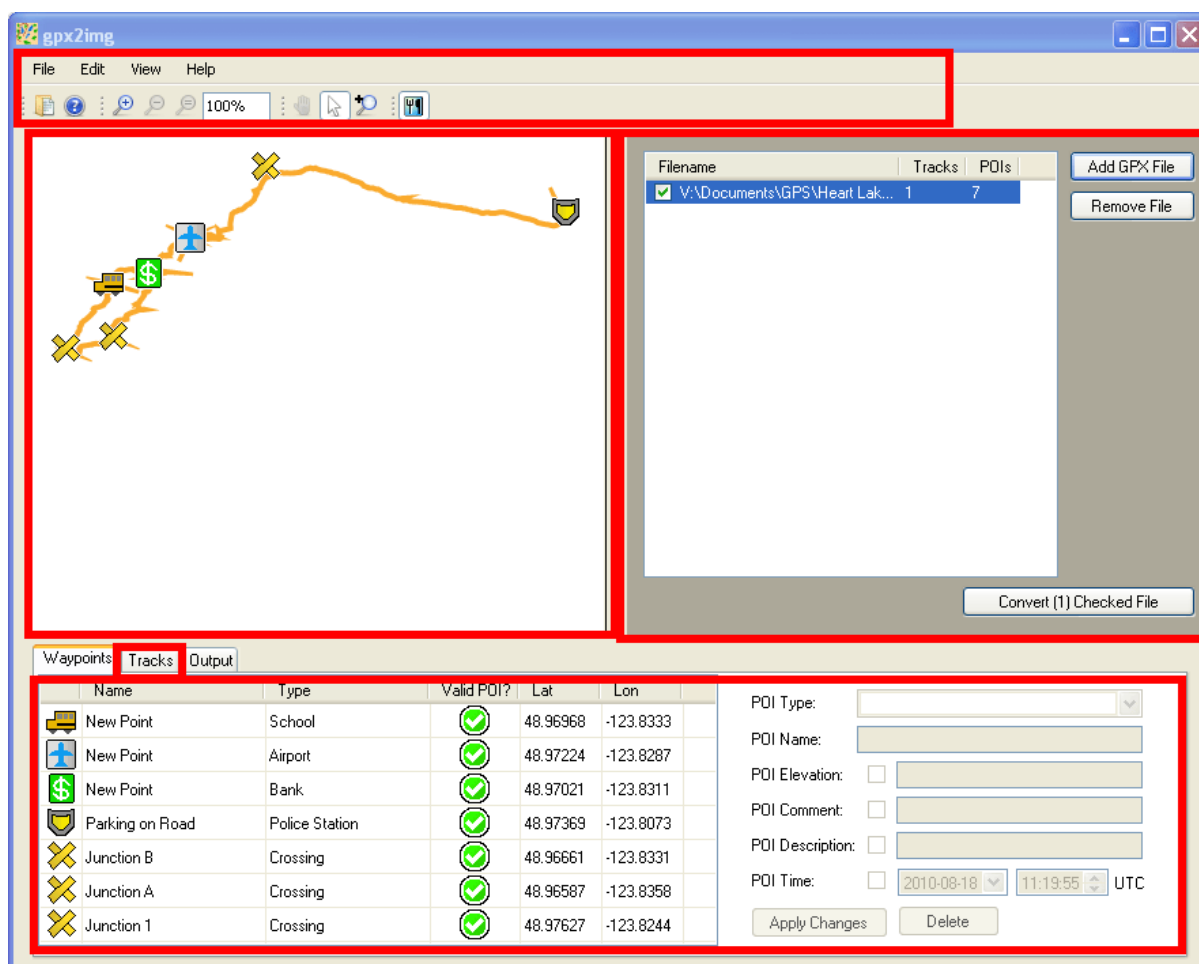 gpx2img
File Edit View Help
100%
Filename Tracks POIs
V:\Documents\GPS\Heart Lak... 1 7
Add GPX File
Remove File
Convert (1) Checked File
Waypoints Tracks Output
Name Type Valid POI? Lat Lon
New Point School 48.96968 -123.8333
New Point Airport 48.97224 -123.8287
$ New Point Bank 48.97021 -123.8311
Parking on Road Police Station 48.97369 -123.8073
Junction B Crossing 48.96661 -123.8331
Junction A Crossing 48.96587 -123.8358
Junction 1 Crossing 48.97627 -123.8244
POI Type:
POI Name:
POI Elevation:
POI Comment:
POI Description:
POI Time: 2010-08-18 11:19:55 UTC
Apply Changes Delete